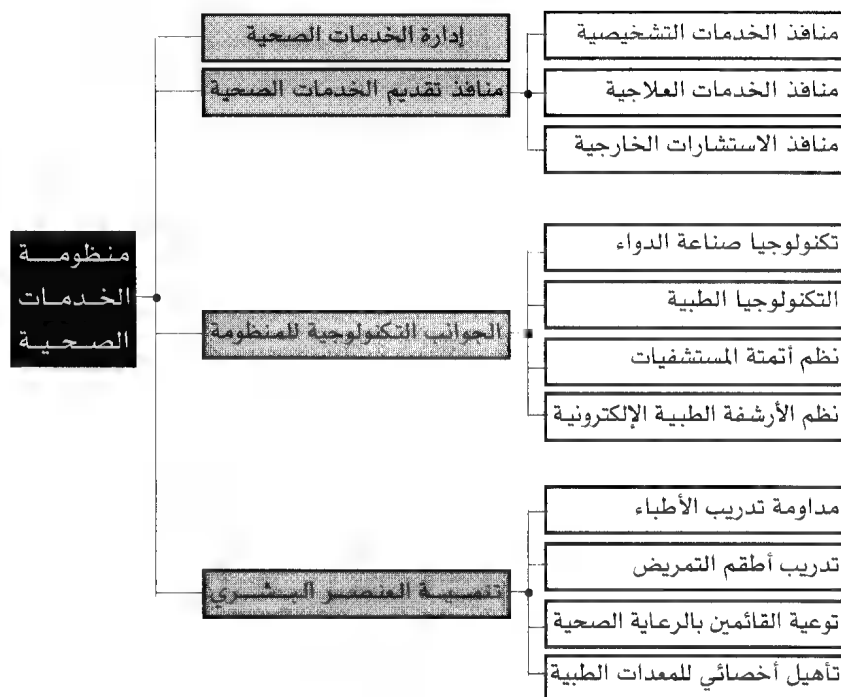 منظومة
الخدمات
الصحية
إدارة الخدمات الصحية
منافذ تقديم الخدمات الصحية
منافذ الخدمات التشخيصية
منافذ الخدمات العلاجية
منافذ الاستشارات الخارجية
الجوانب التكنولوجية للمنظومة
تكنولوجيا صناعة الدواء
التكنولوجيا الطبية
نظم أتمتة المستشفيات
نظم الأرشفة الطبية الإلكترونية
تنمية العنصر البشري
مداومة تدريب الأطباء
تدريب أطقم التمريض
توعية القائمين بالرعاية الصحية
تأهيل أخصائي للمعدات الطبية